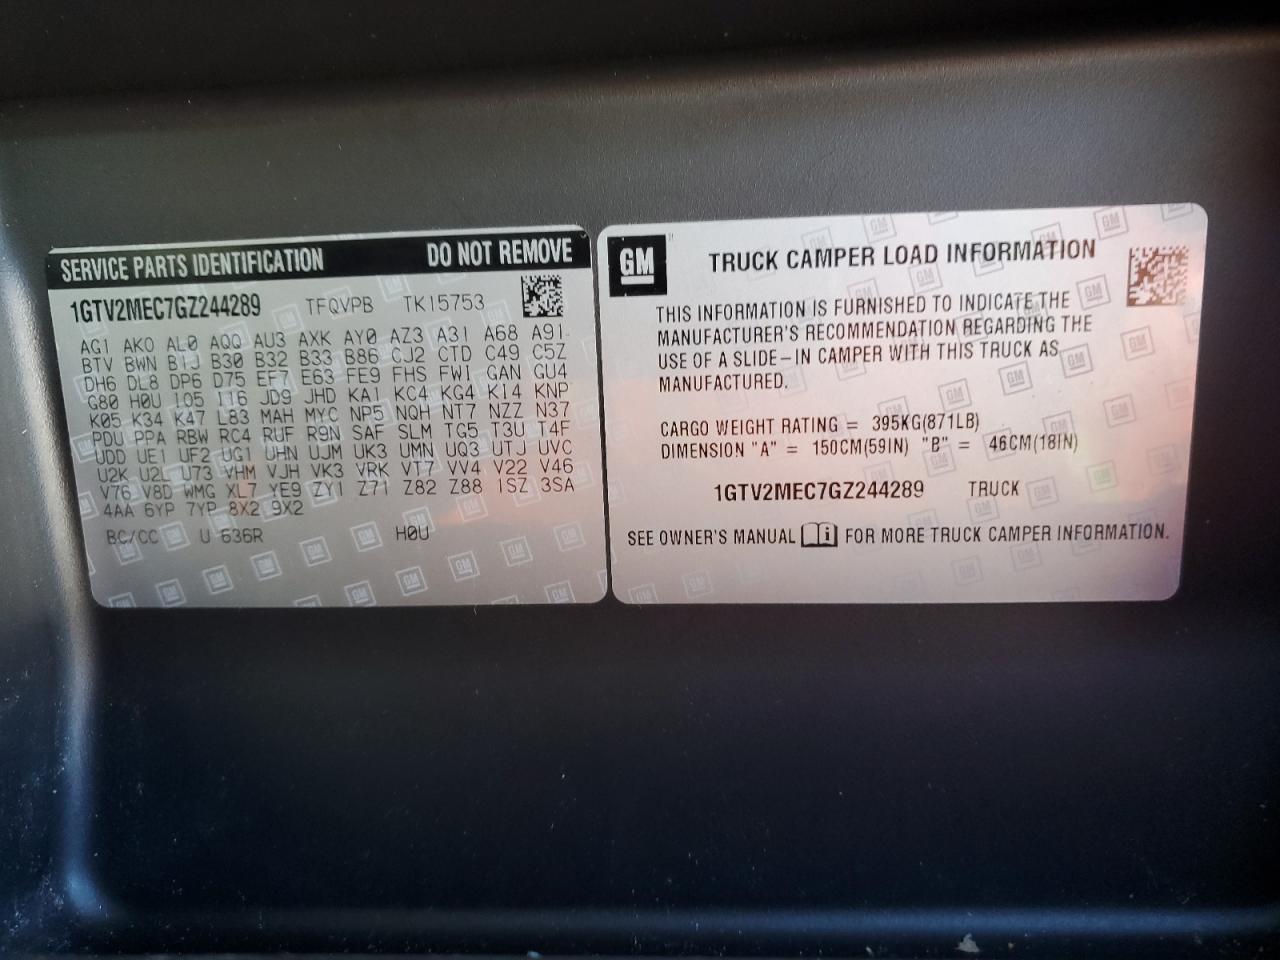 SERVICE PARTS IDENTIFICATION DO NOT REMOVE
1GTV2MEC7GZ244289 TFQVPB TK15753
AG1 AKO AL0 AQQ AU3 AXK AY0 AZ3 A31 A68 A91
BTV BWN B1J B30 B32 B33 B86 CJ2 CTD C49 C5Z
DH6 DL8 DP6 D75 EF7 E63 FE9 FHS FW1 GAN GU4
G80 H0U IO5 IT6 JD9 JHD KA1 KC4 KG4 K14 KNP
K05 K34 K47 L83 MAH MYC NP5 NQH NT7 NZZ N37
PDU PPA RBW RC4 RUF R9N SAF SLM TG5 T3U T4F
UDD UE1 UF2 UG1 UHN UJM UK3 UMN UQ3 UTJ UVC
U2K U2L U73 VHM VJH VK3 VRK VT7 VV4 V22 V46
V76 V8D WMG XL7 YE9 ZY1 Z71 Z82 Z88 1SZ 3SA
4AA 6YP 7YP 8X2 9X2
BC/CC U 636R H0U
GM
TRUCK CAMPER LOAD INFORMATION
THIS INFORMATION IS FURNISHED TO INDICATE THE
MANUFACTURER'S RECOMMENDATION REGARDING THE
USE OF A SLIDE-IN CAMPER WITH THIS TRUCK AS
MANUFACTURED.
CARGO WEIGHT RATING = 395KG(871LB)
DIMENSION "A" = 150CM(59IN) "B" = 46CM(18IN)
1GTV2MEC7GZ244289 TRUCK
SEE OWNER'S MANUAL FOR MORE TRUCK CAMPER INFORMATION.